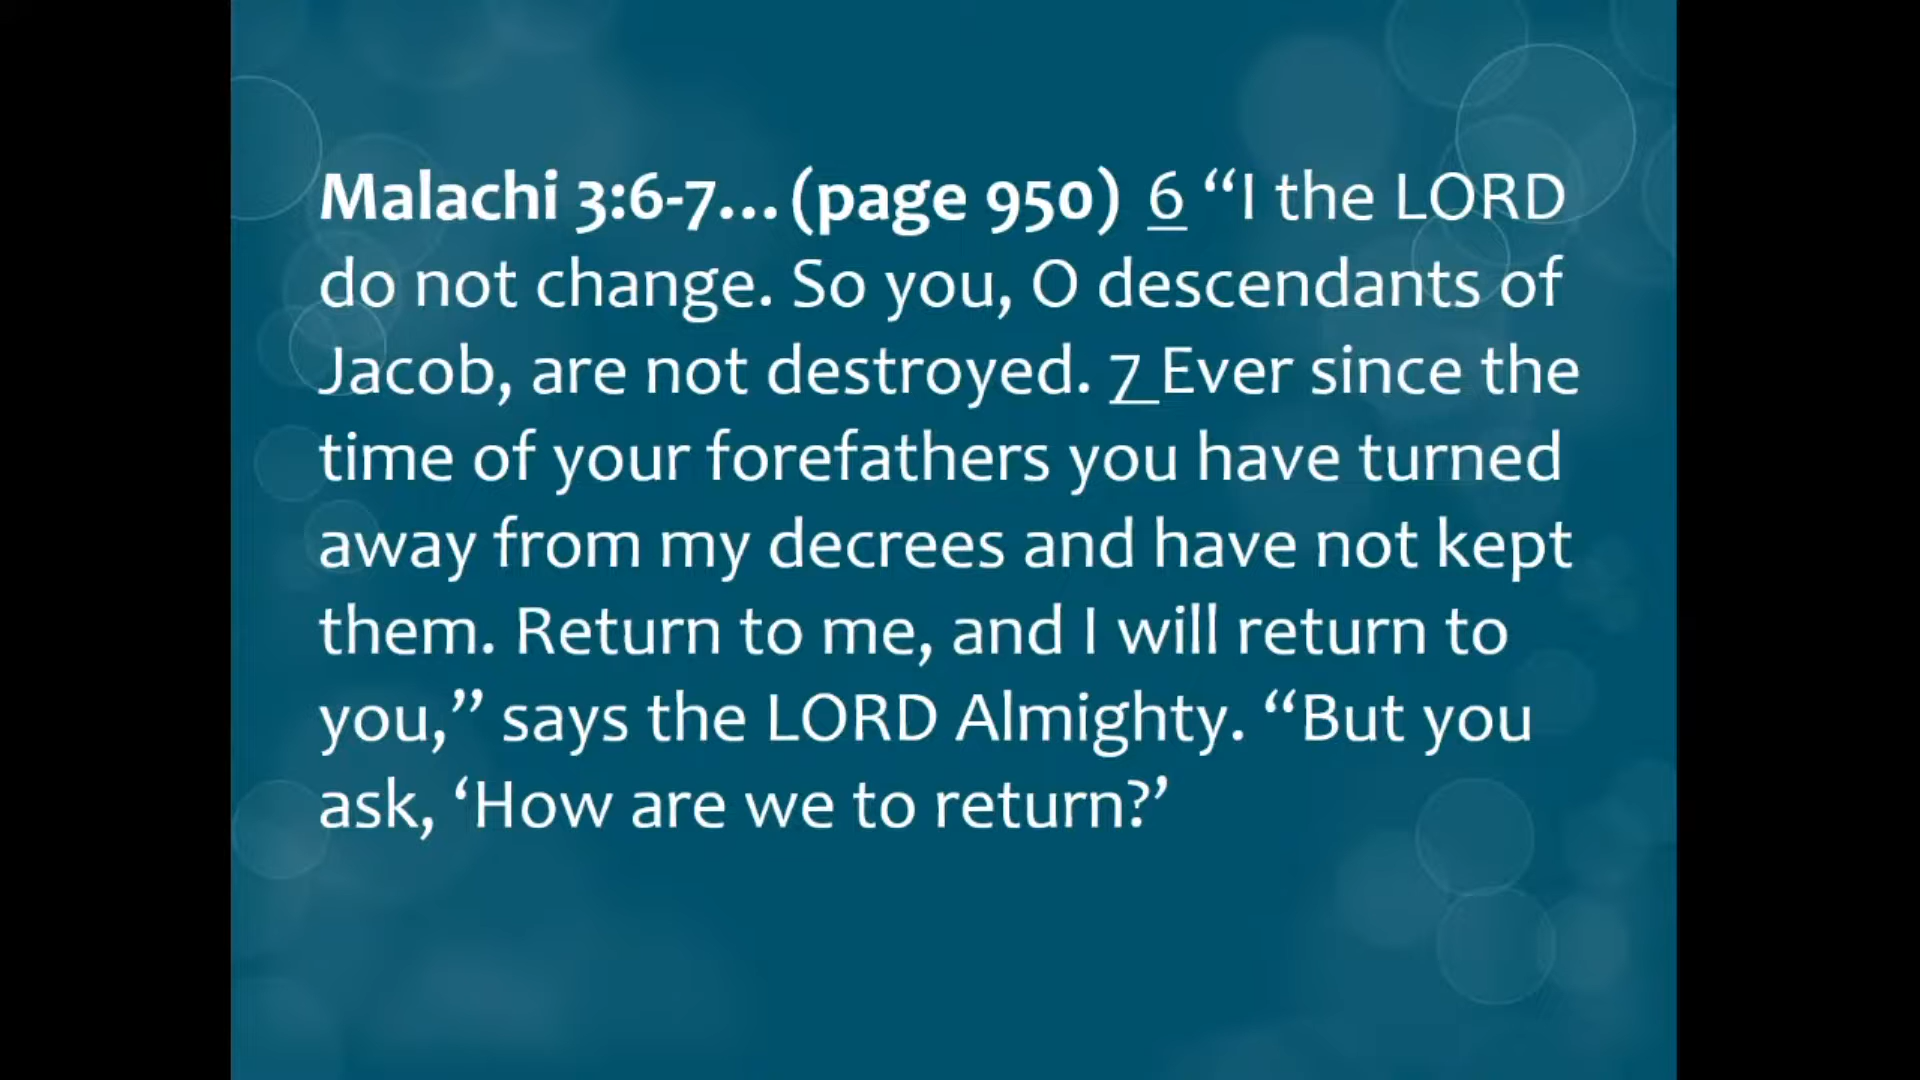 Malachi 3:6-7… (page 950) 6 “I the LORD
do not change. So you, O descendants of
Jacob, are not destroyed. 7 Ever since the
time of your forefathers you have turned
away from my decrees and have not kept
them. Return to me, and I will return to
you,” says the LORD Almighty. “But you
ask, ‘How are we to return?’